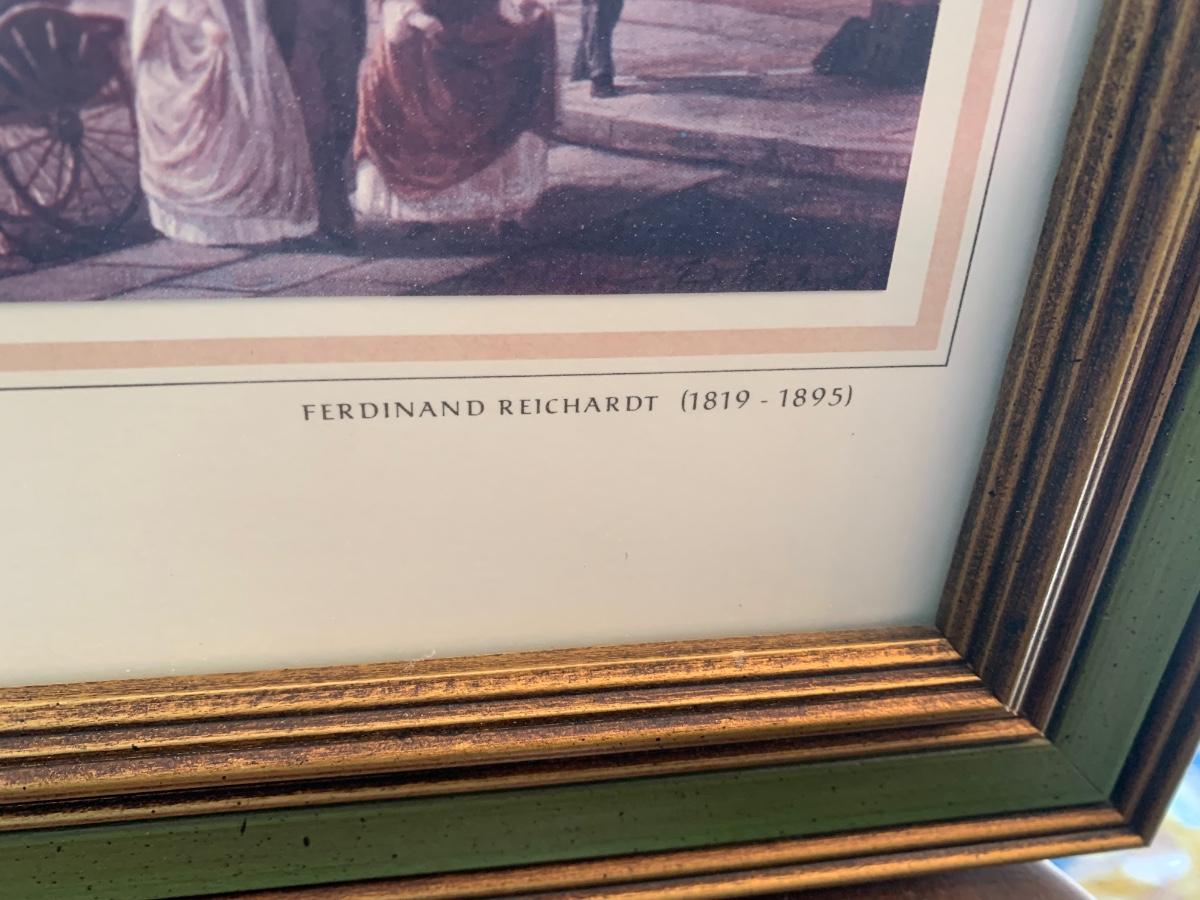 FERDINAND REICHARDT (1819 - 1895)